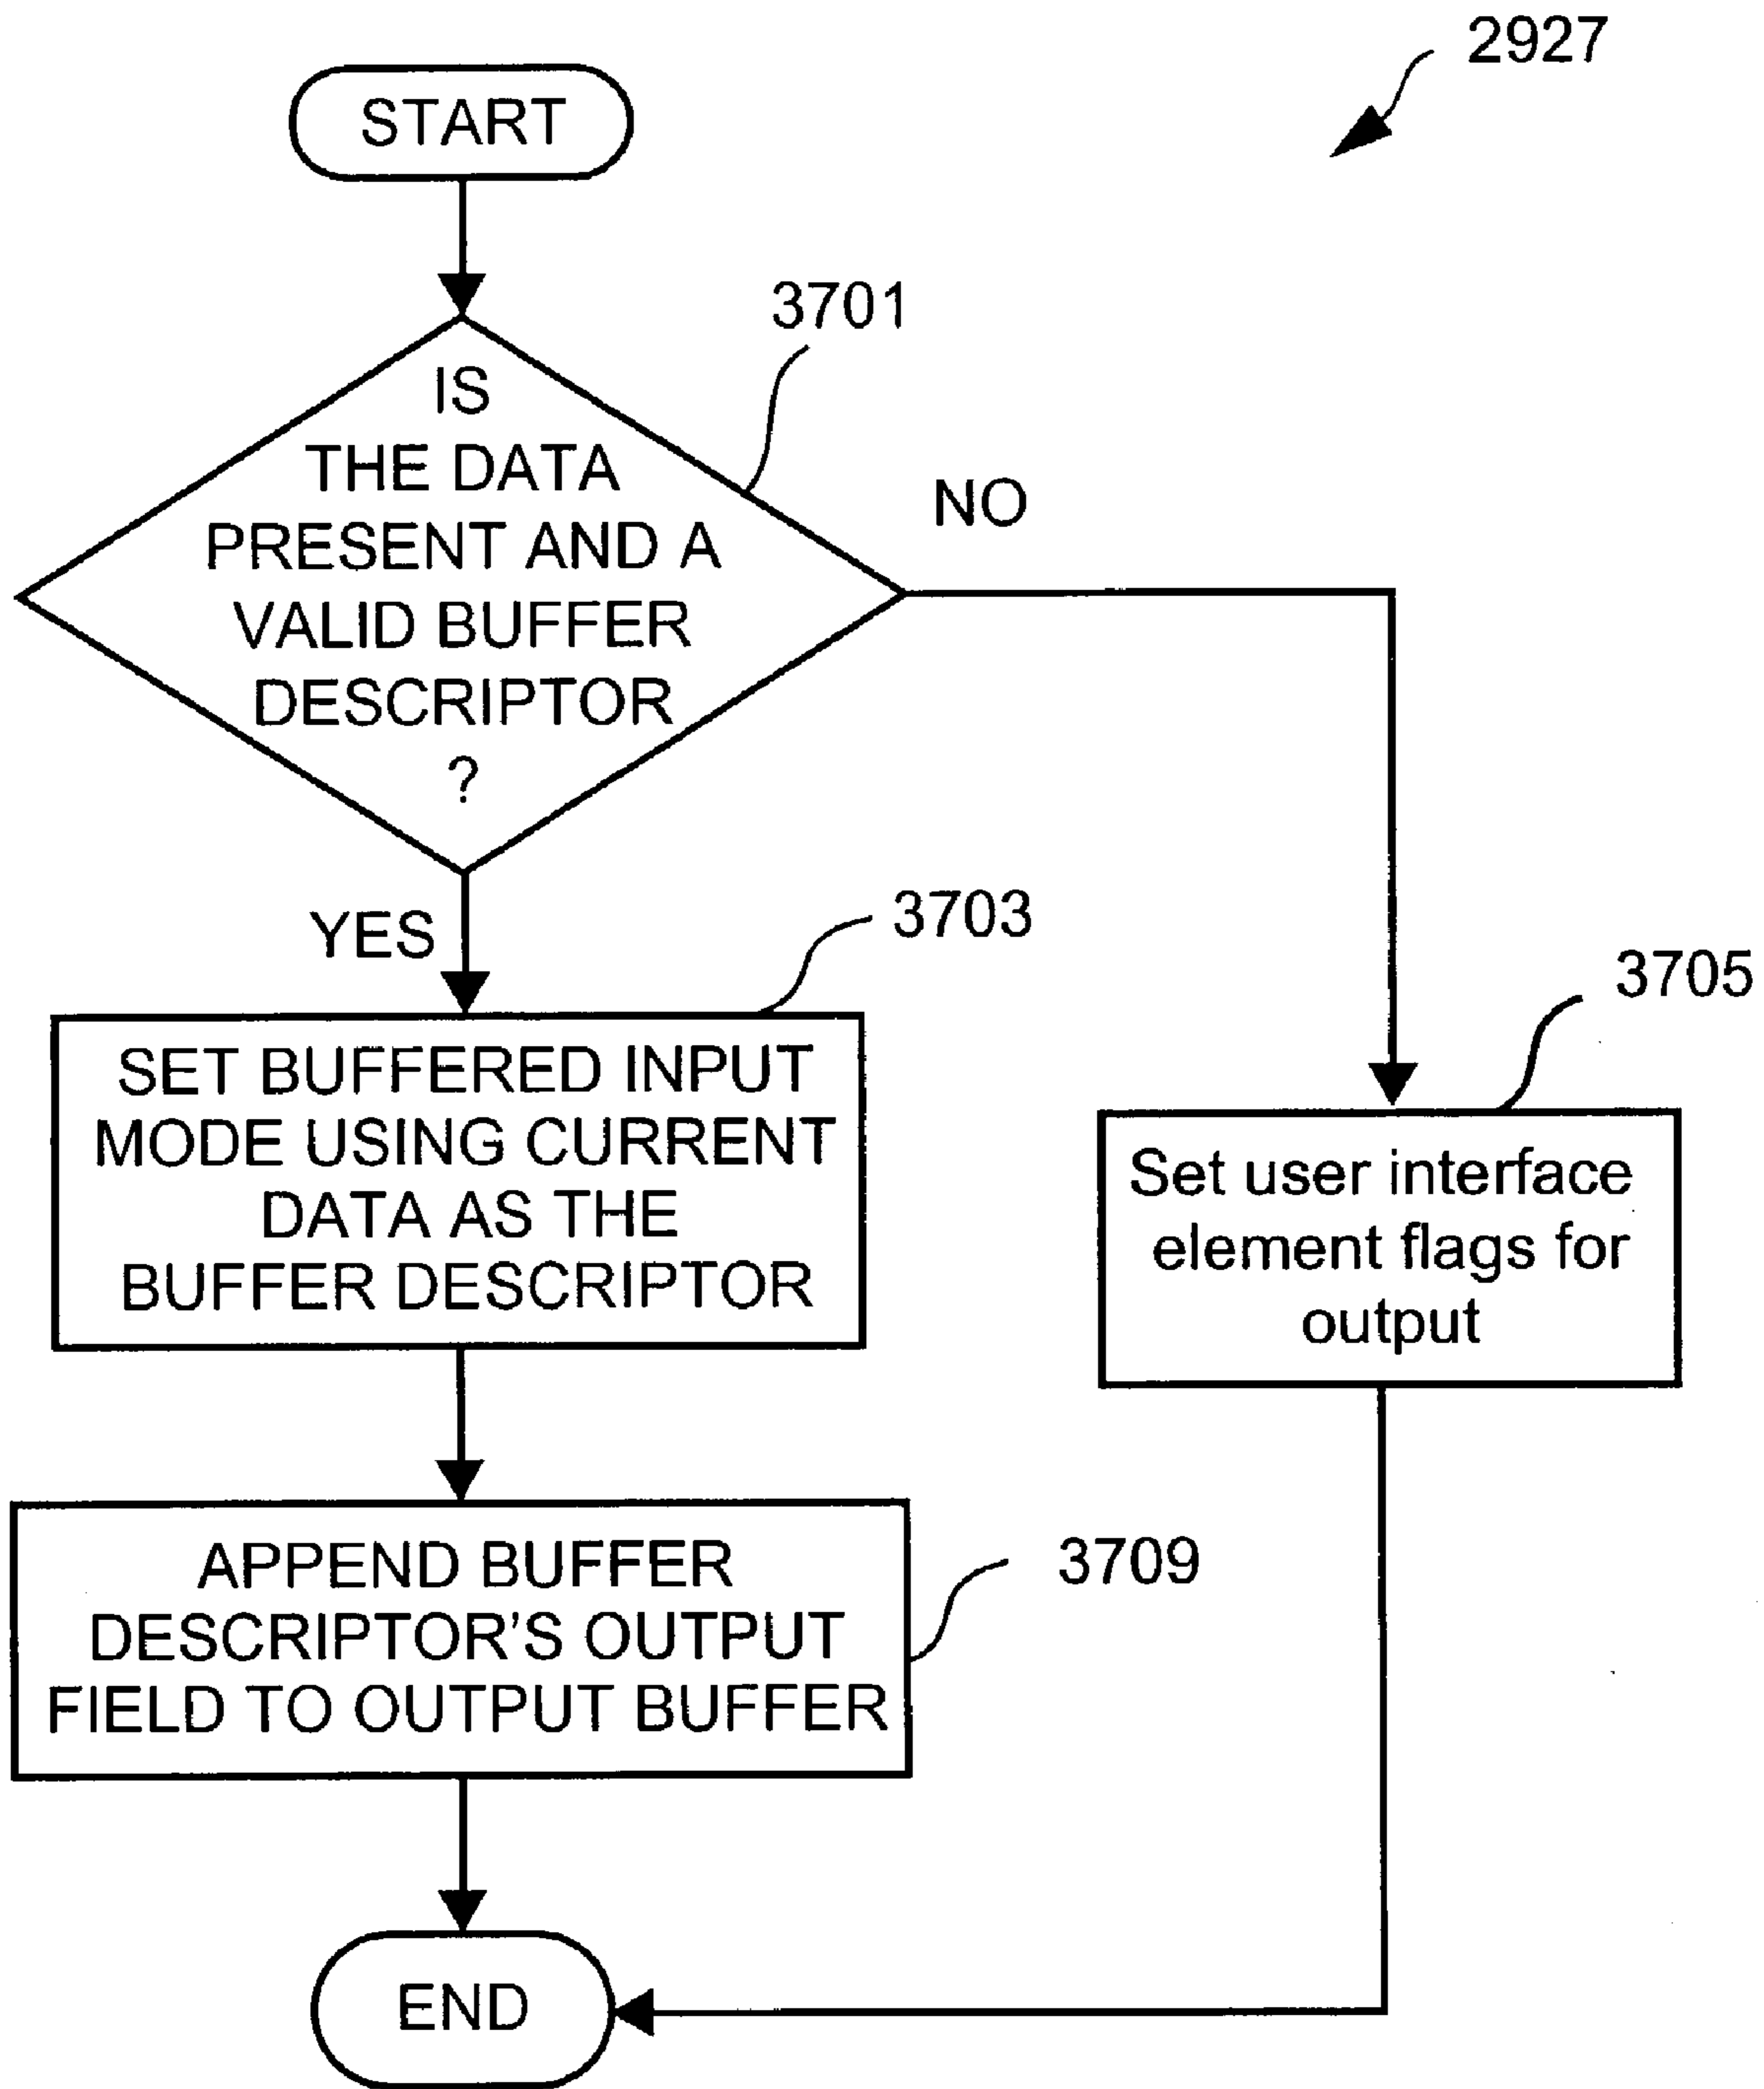 2927
START
3701
IS
THE DATA
PRESENT AND A
VALID BUFFER
DESCRIPTOR
?
NO
YES
3703
SET BUFFERED INPUT
MODE USING CURRENT
DATA AS THE
BUFFER DESCRIPTOR
3705
Set user interface
element flags for
output
APPEND BUFFER
DESCRIPTOR'S OUTPUT
FIELD TO OUTPUT BUFFER
3709
END